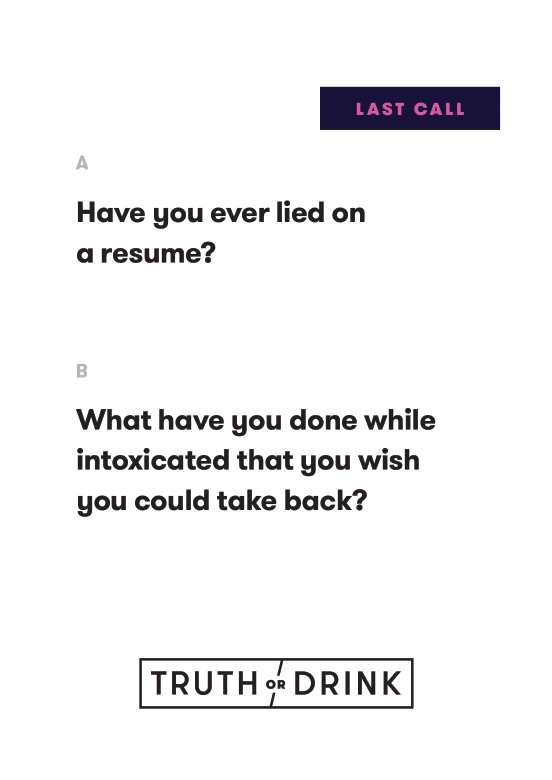 LAST CALL
A
Have you ever lied on
a resume?
B
What have you done while
intoxicated that you wish
you could take back?
TRUTH OR DRINK